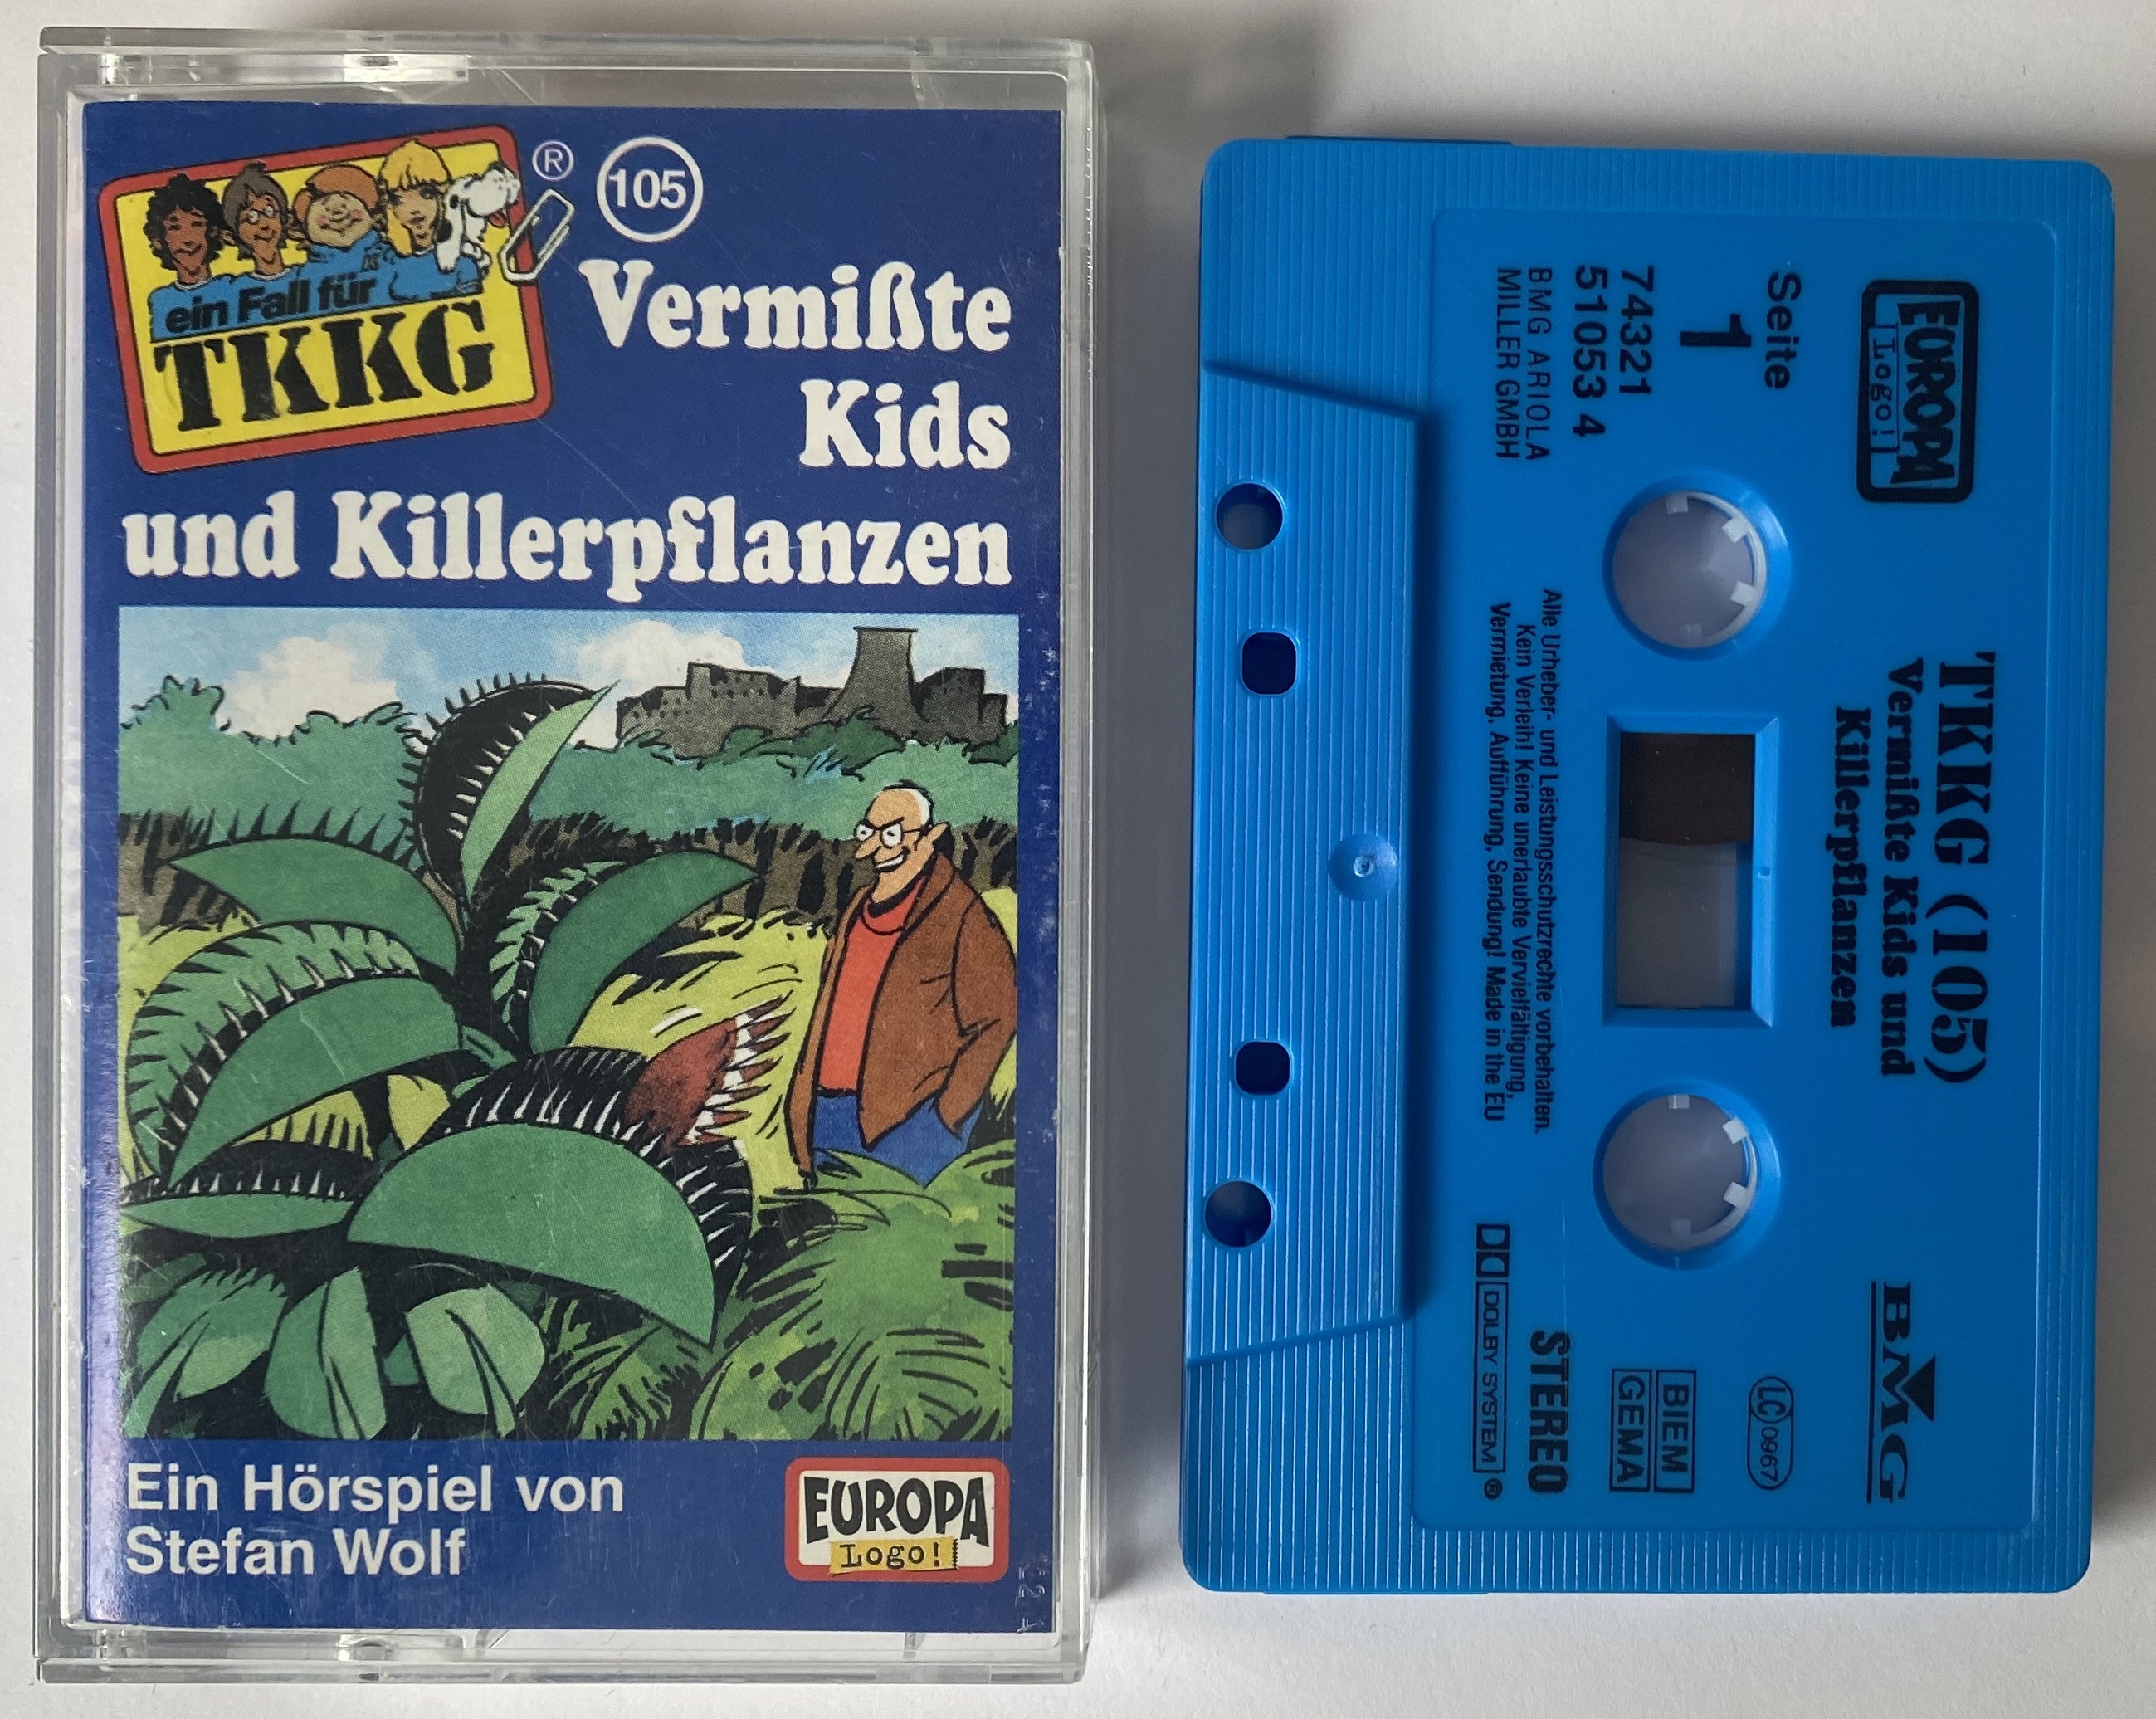 ein Fall für
TKKG
®
105
Vermißte
Kids
und Killerpflanzen
Ein Hörspiel von
Stefan Wolf
EUROPA
Logo!
EUROPA
Logo!
TKKG (105)
Vermißte Kids und
Killerpflanzen
BMG
Seite
1
74321
51053 4
BMG ARIOLA
MILLER GMBH
Alle Urheber- und Leistungsschutzrechte vorbehalten.
Kein Verleih! Keine unerlaubte Vervielfältigung,
Vermietung, Aufführung, Sendung! Made in the EU
LC 0967
BIEM
GEMA
STEREO
DOLBY SYSTEM ®